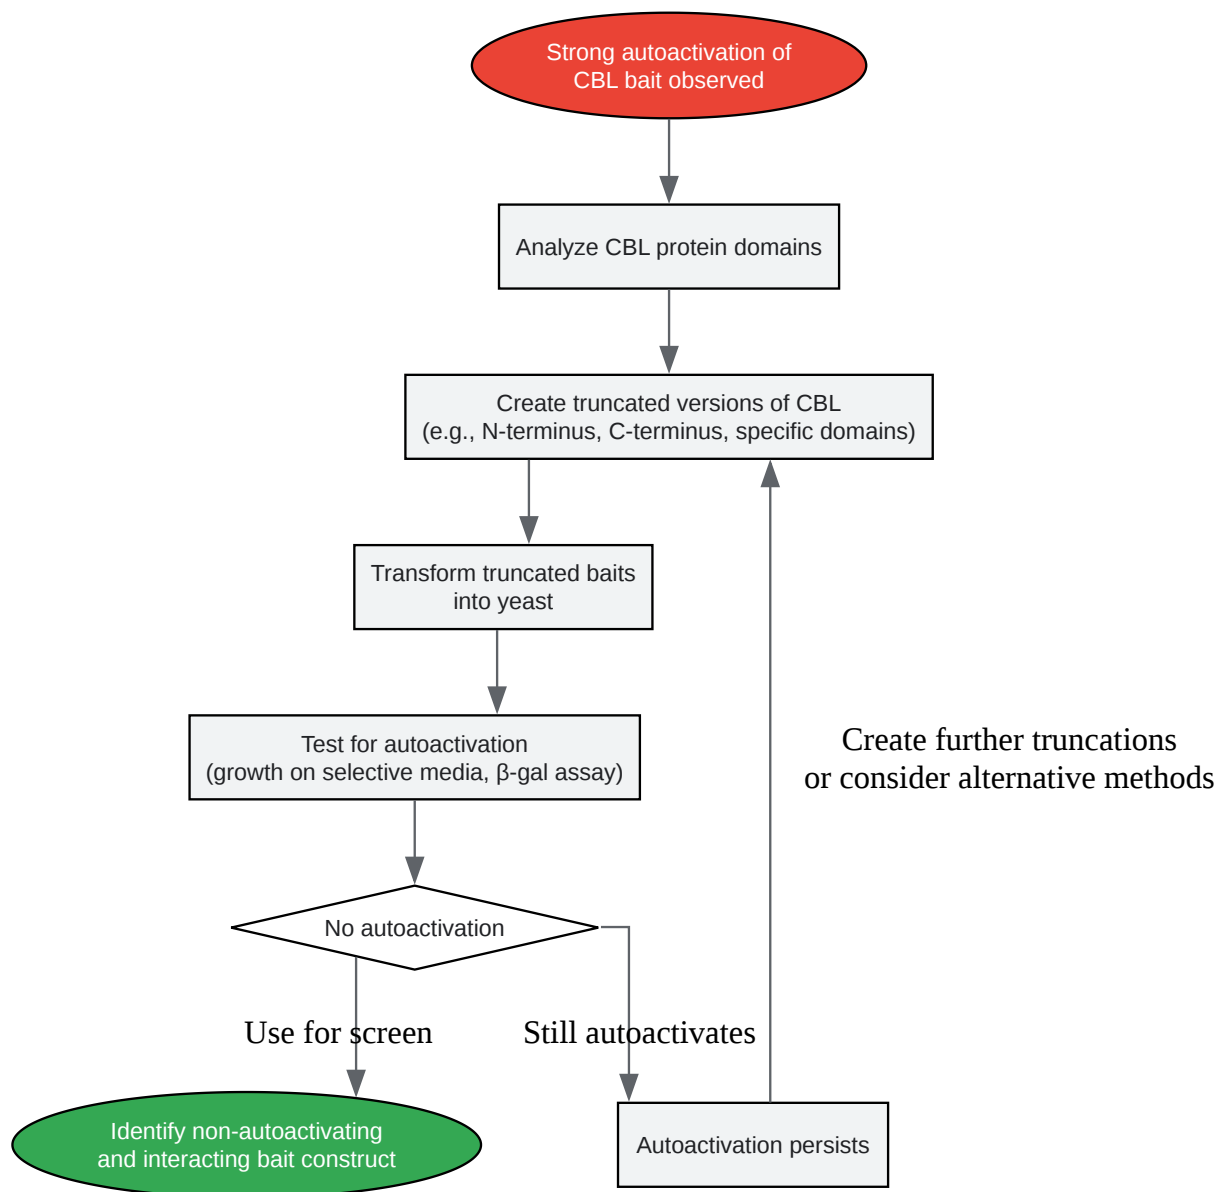 Strong autoactivation of
CBL bait observed
Analyze CBL protein domains
Create truncated versions of CBL
(e.g., N-terminus, C-terminus, specific domains)
Transform truncated baits
into yeast
Test for autoactivation
(growth on selective media, β-gal assay)
Create further truncations
or consider alternative methods
No autoactivation
Use for screen
Still autoactivates
Identify non-autoactivating
and interacting bait construct
Autoactivation persists